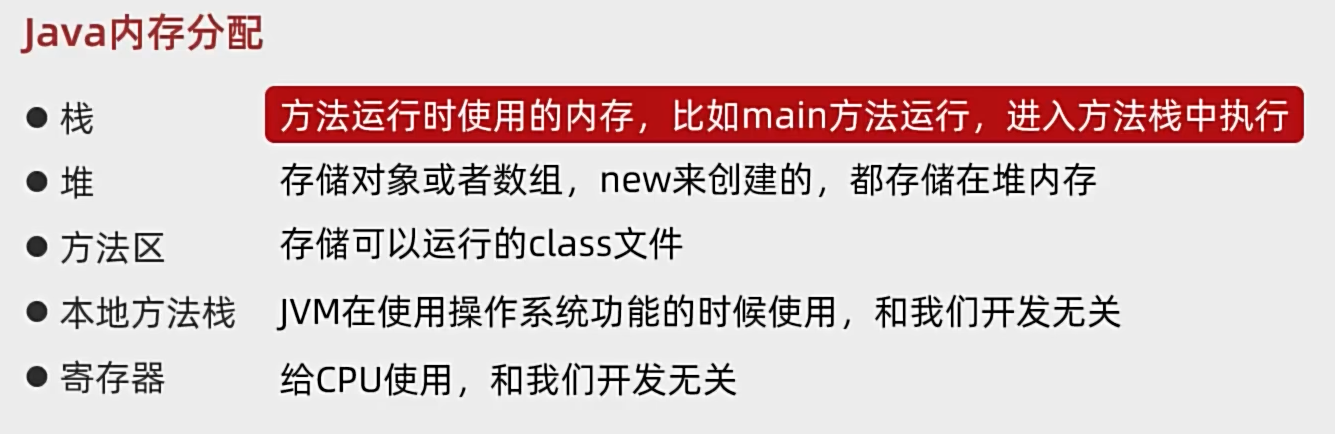 Java内存分配
● 栈 方法运行时使用的内存，比如main方法运行，进入方法栈中执行
● 堆 存储对象或者数组，new来创建的，都存储在堆内存
● 方法区 存储可以运行的class文件
● 本地方法栈 JVM在使用操作系统功能的时候使用，和我们开发无关
● 寄存器 给CPU使用，和我们开发无关